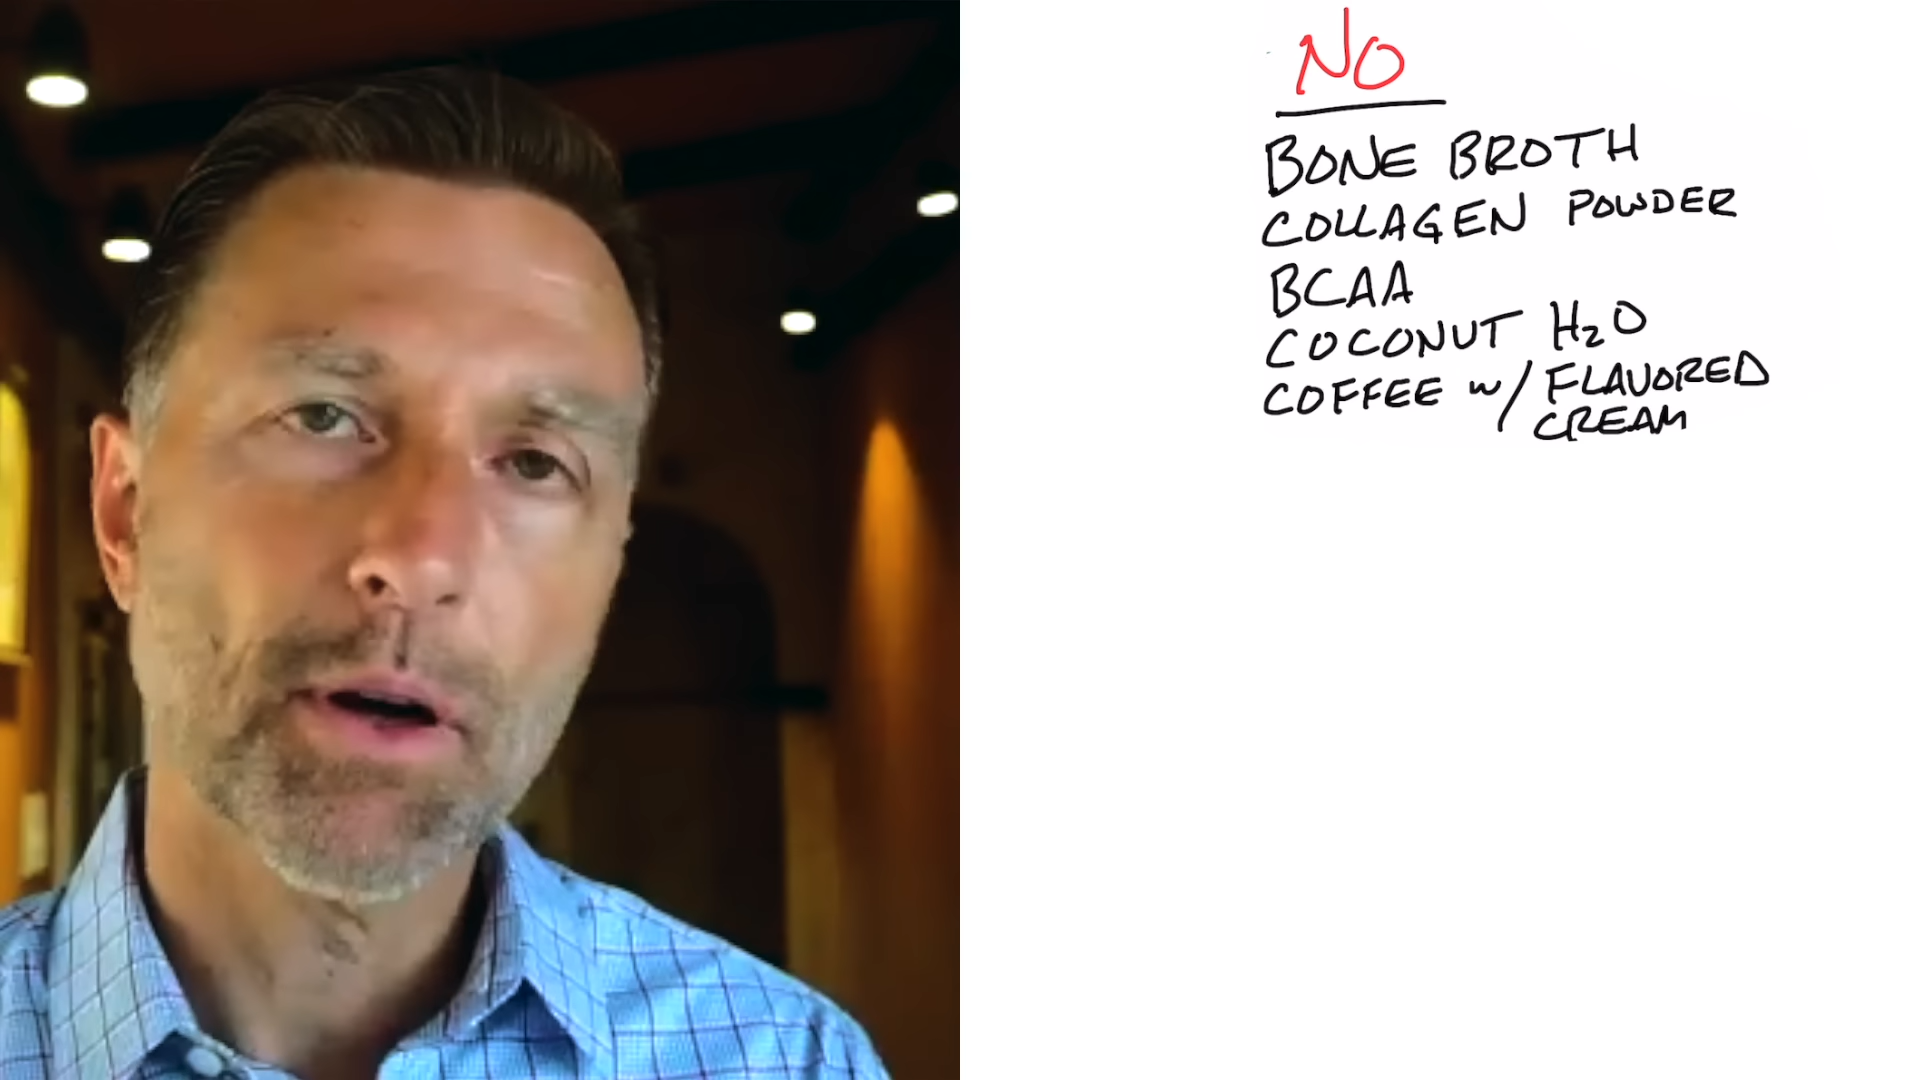 NO
BONE BROTH
COLLAGEN POWDER
BCAA
COCONUT H₂O
COFFEE w/ FLAVORED
CREAM